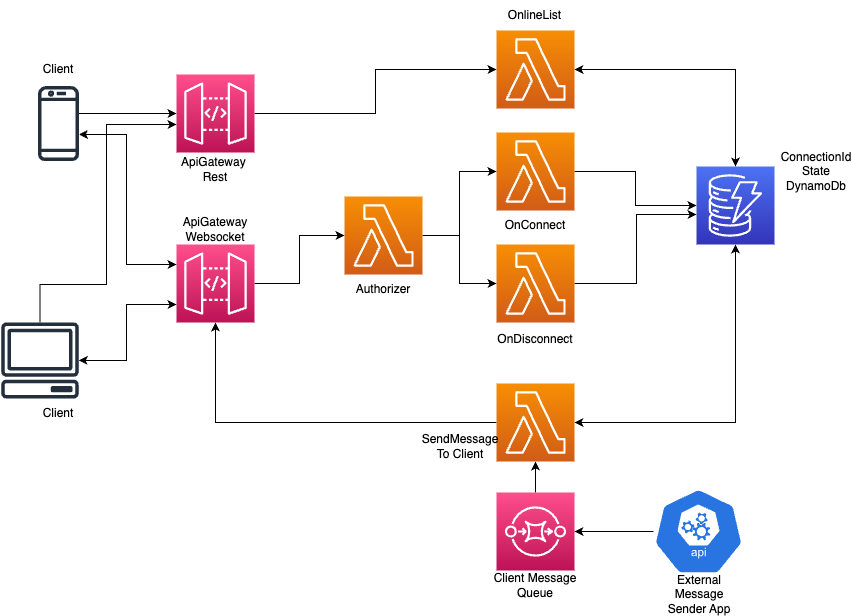 OnlineList
Client
</>
ApiGateway
Rest
ConnectionId
State
DynamoDb
ApiGateway
Websocket
OnConnect
</>
Authorizer
OnDisconnect
Client
SendMessage
To Client
api
Client Message
Queue
External
Message
Sender App